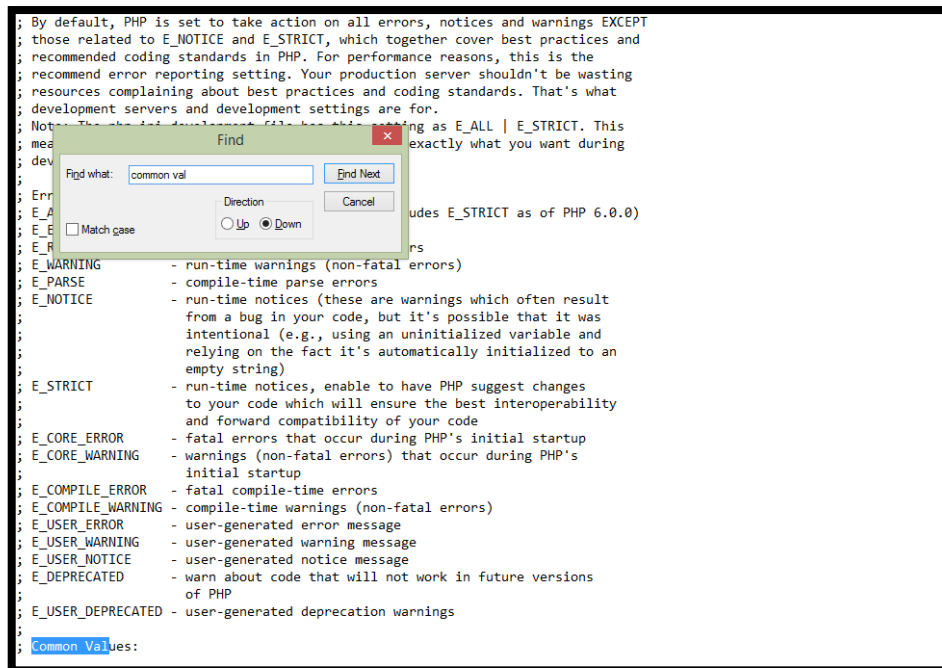 ; By default, PHP is set to take action on all errors, notices and warnings EXCEPT
; those related to E_NOTICE and E_STRICT, which together cover best practices and
; recommended coding standards in PHP. For performance reasons, this is the
; recommend error reporting setting. Your production server shouldn't be wasting
; resources complaining about best practices and coding standards. That's what
; development servers and development settings are for.
; Note: The php.ini-development file has this setting as E_ALL | E_STRICT. This
; mea exactly what you want during
; dev
;
; Err
; E_A udes E_STRICT as of PHP 6.0.0)
; E_E
; E_R rs
Find
Find what: common val Find Next
Direction Cancel
Match case Up Down
; E_WARNING - run-time warnings (non-fatal errors)
; E_PARSE - compile-time parse errors
; E_NOTICE - run-time notices (these are warnings which often result
; from a bug in your code, but it's possible that it was
; intentional (e.g., using an uninitialized variable and
; relying on the fact it's automatically initialized to an
; empty string)
; E_STRICT - run-time notices, enable to have PHP suggest changes
; to your code which will ensure the best interoperability
; and forward compatibility of your code
; E_CORE_ERROR - fatal errors that occur during PHP's initial startup
; E_CORE_WARNING - warnings (non-fatal errors) that occur during PHP's
; initial startup
; E_COMPILE_ERROR - fatal compile-time errors
; E_COMPILE_WARNING - compile-time warnings (non-fatal errors)
; E_USER_ERROR - user-generated error message
; E_USER_WARNING - user-generated warning message
; E_USER_NOTICE - user-generated notice message
; E_DEPRECATED - warn about code that will not work in future versions
; of PHP
; E_USER_DEPRECATED - user-generated deprecation warnings
;
; Common Values: